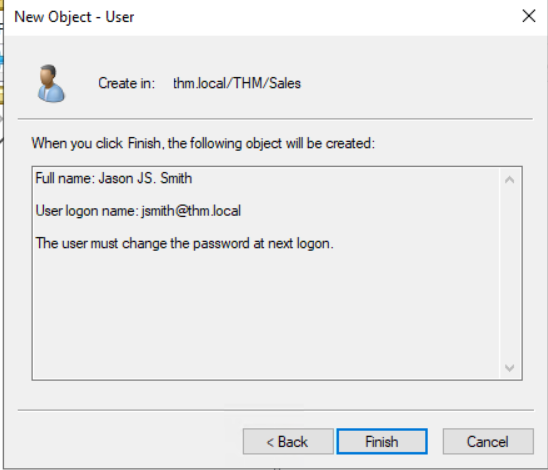 New Object - User
Create in: thm.local/THM/Sales
When you click Finish, the following object will be created:
Full name: Jason JS. Smith
User logon name: jsmith@thm.local
The user must change the password at next logon.
< Back Finish Cancel